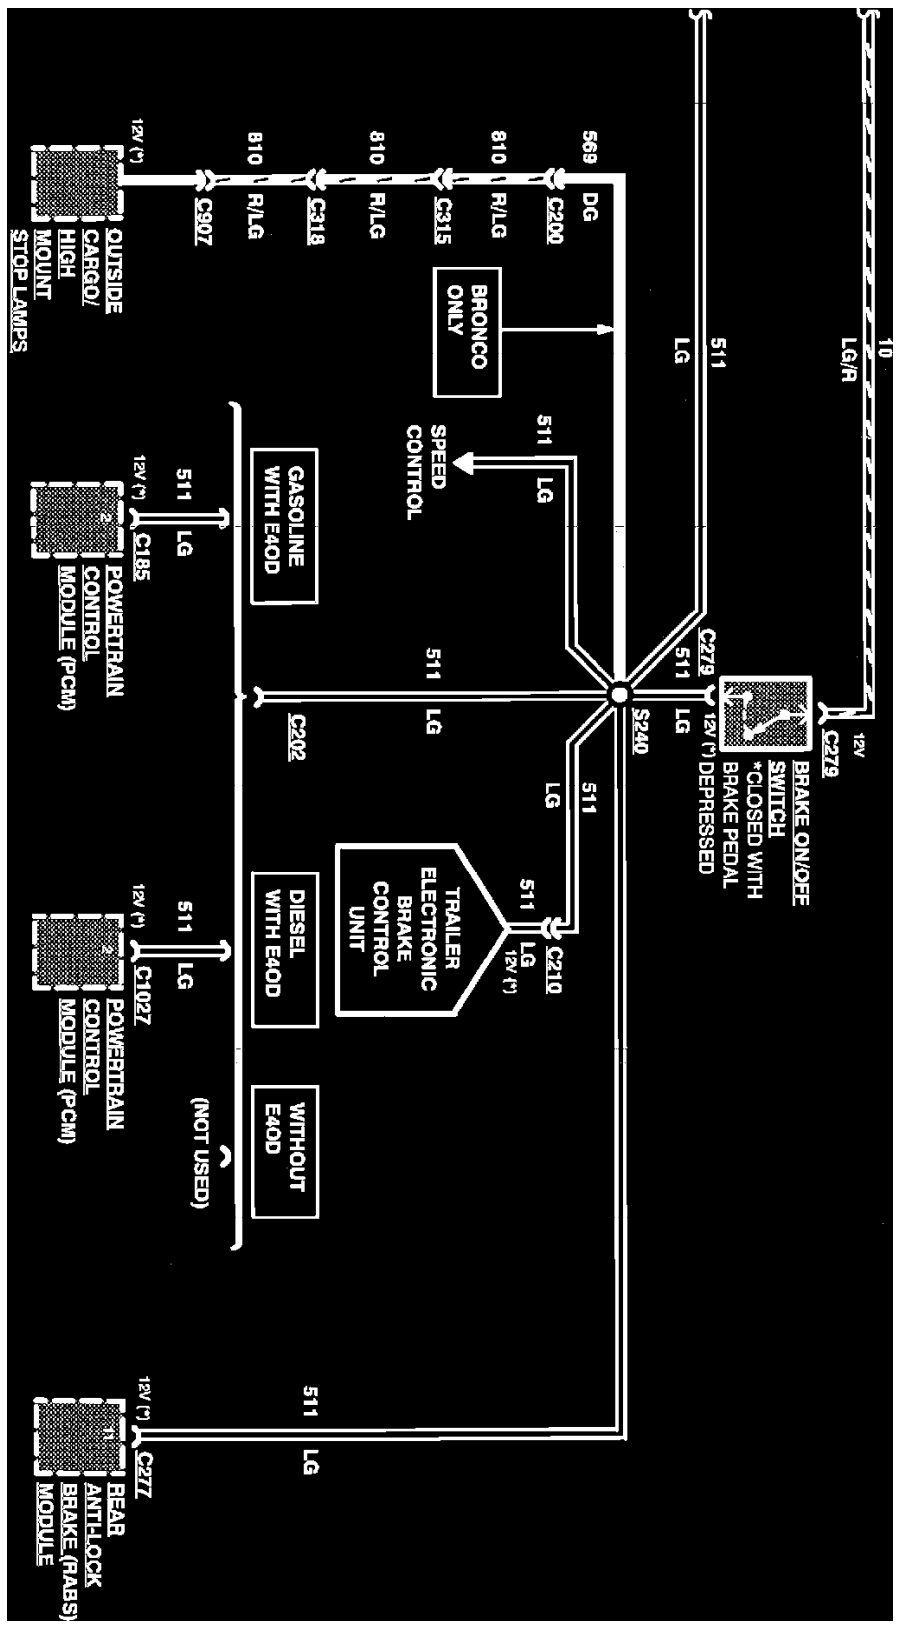 10
LG/R
12V
C279
BRAKE ON/OFF
SWITCH
*CLOSED WITH
BRAKE PEDAL
DEPRESSED
511
LG
C279
511 LG
12V (*)
S240
569 DG
C200
810 R/LG
C315
810 R/LG
C318
810 R/LG
C907
12V (*)
OUTSIDE
CARGO/
HIGH
MOUNT
STOP LAMPS
BRONCO
ONLY
511 LG
SPEED
CONTROL
511
LG
C210
511 LG
12V (*)
TRAILER
ELECTRONIC
BRAKE
CONTROL
UNIT
511 LG
C202
GASOLINE
WITH E4OD
511 LG
12V (*)
C185
2
POWERTRAIN
CONTROL
MODULE (PCM)
DIESEL
WITH E4OD
511 LG
12V (*)
C1027
2
POWERTRAIN
CONTROL
MODULE (PCM)
WITHOUT
E4OD
(NOT USED)
511 LG
12V (*)
C277
11
REAR
ANTI-LOCK
BRAKE (RABS)
MODULE